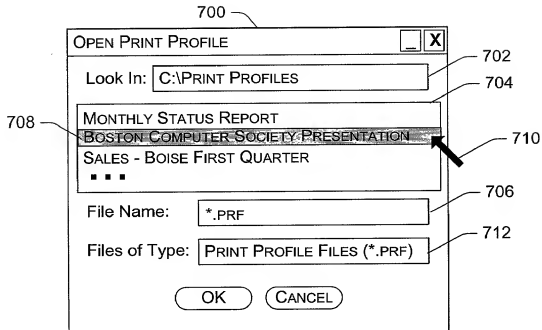 700
OPEN PRINT PROFILE _ X
Look In: C:\PRINT PROFILES 702
704
MONTHLY STATUS REPORT
708 BOSTON COMPUTER SOCIETY PRESENTATION 710
SALES - BOISE FIRST QUARTER
File Name: *.PRF 706
Files of Type: PRINT PROFILE FILES (*.PRF) 712
OK CANCEL